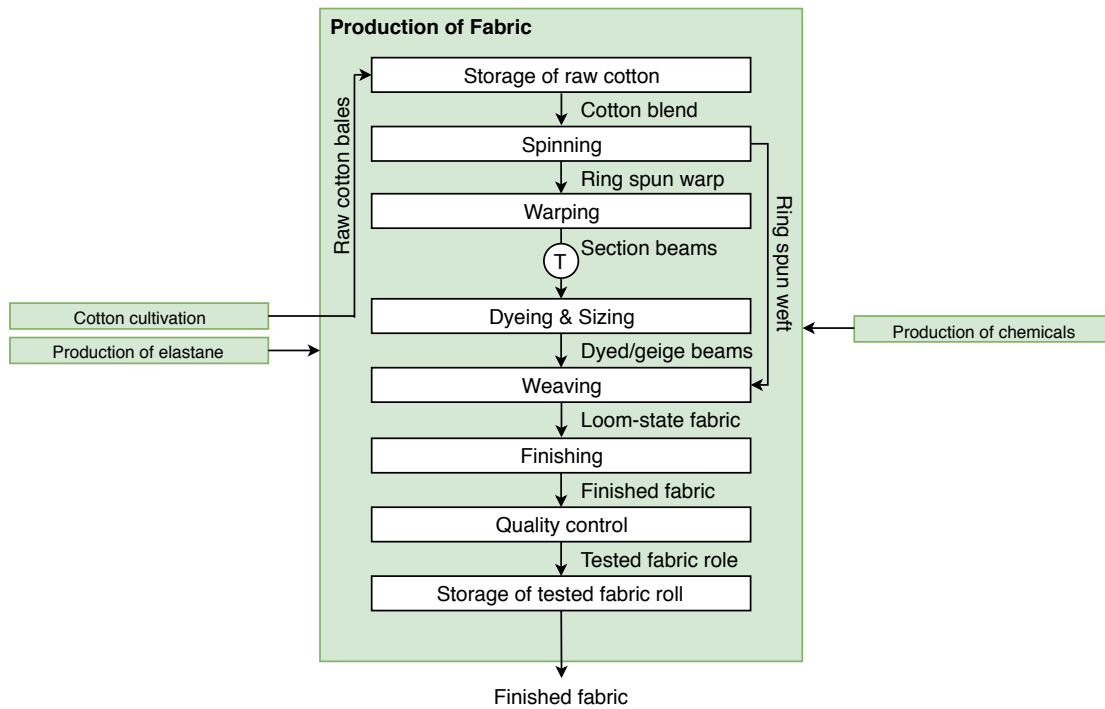 Production of Fabric
Storage of raw cotton
Cotton blend
Spinning
Ring spun warp
Warping
Section beams
T
Dyeing & Sizing
Dyed/geige beams
Weaving
Loom-state fabric
Finishing
Finished fabric
Quality control
Tested fabric role
Storage of tested fabric roll
Finished fabric
Raw cotton bales
Ring spun weft
Cotton cultivation
Production of elastane
Production of chemicals